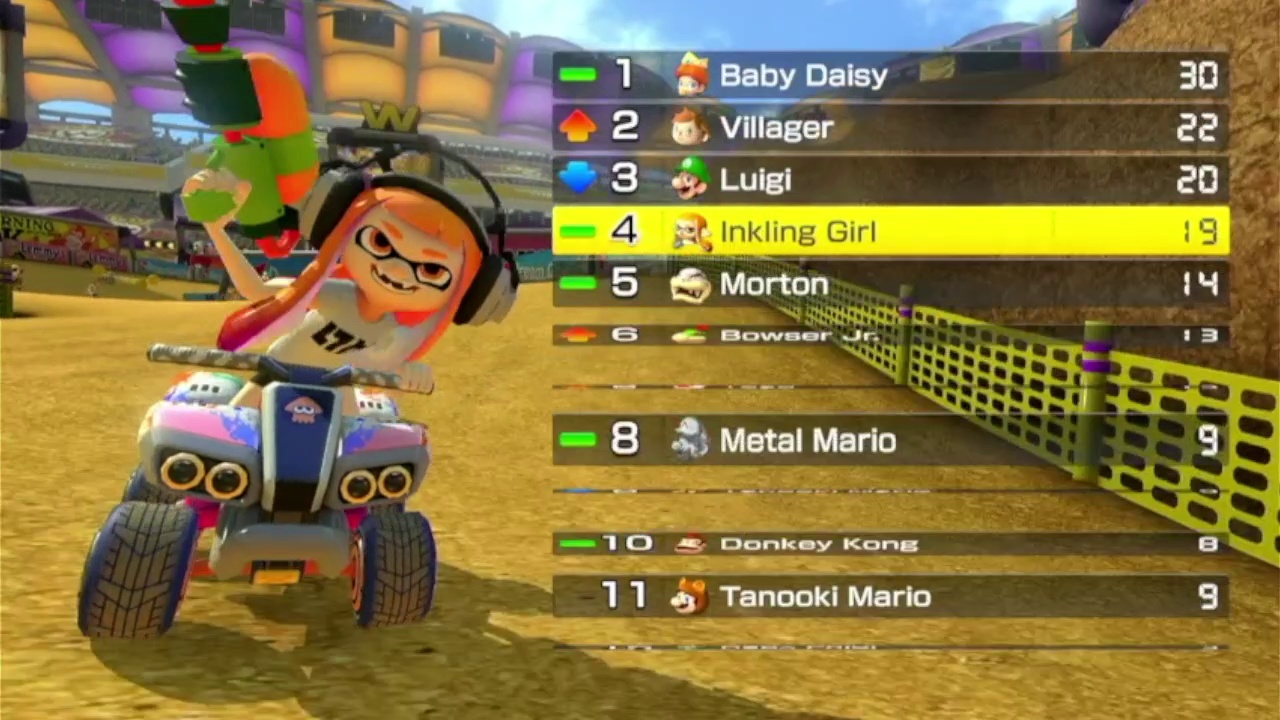 1 Baby Daisy 30
2 Villager 22
3 Luigi 20
4 Inkling Girl 19
5 Morton 14
6 Bowser Jr. 13
8 Metal Mario 9
10 Donkey Kong 8
11 Tanooki Mario 9